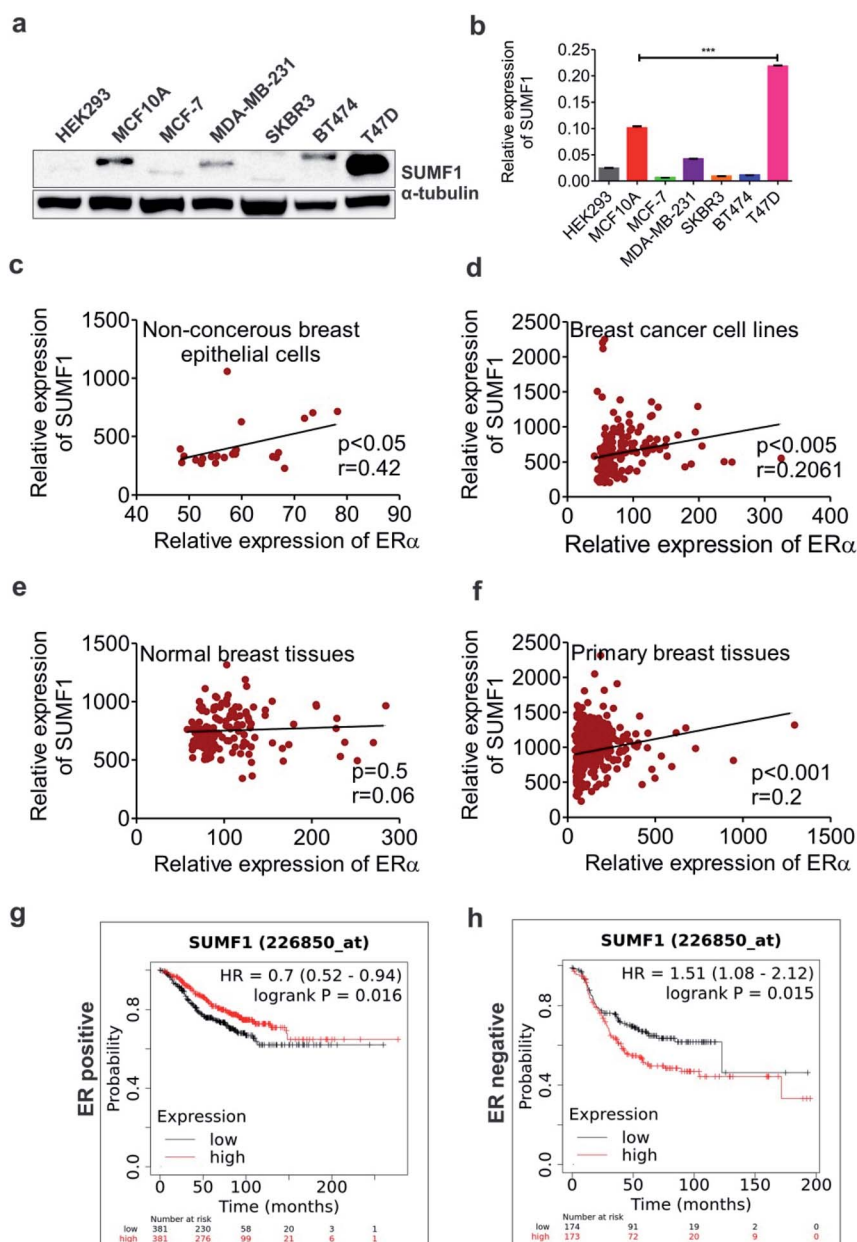 a
HEK293
MCF10A
MCF-7
MDA-MB-231
SKBR3
BT474
T47D
SUMF1
α-tubulin
b
Relative expression
of SUMF1
0.25
0.20
0.15
0.10
0.05
0.00
***
HEK293
MCF10A
MCF-7
MDA-MB-231
SKBR3
BT474
T47D
c
Relative expression
of SUMF1
1500
1000
500
0
Non-concerous breast
epithelial cells
p<0.05
r=0.42
40 50 60 70 80 90
Relative expression of ERα
d
Relative expression
of SUMF1
2500
2000
1500
1000
500
0
Breast cancer cell lines
p<0.005
r=0.2061
0 100 200 300 400
Relative expression of ERα
e
Relative expression
of SUMF1
1500
1000
500
0
Normal breast tissues
p=0.5
r=0.06
0 100 200 300
Relative expression of ERα
f
Relative expression
of SUMF1
2500
2000
1500
1000
500
0
Primary breast tissues
p<0.001
r=0.2
0 500 1000 1500
Relative expression of ERα
g
ER positive
SUMF1 (226850_at)
HR = 0.7 (0.52 - 0.94)
logrank P = 0.016
Probability
0.8
0.4
0.0
Expression
low
high
0 50 100 150 200
Time (months)
Number at risk
low 381 230 58 20 3 1
high 381 276 99 21 6 1
h
ER negative
SUMF1 (226850_at)
HR = 1.51 (1.08 - 2.12)
logrank P = 0.015
Probability
0.8
0.4
0.0
Expression
low
high
0 50 100 150 200
Time (months)
Number at risk
low 174 91 19 2 0
high 173 72 20 9 0